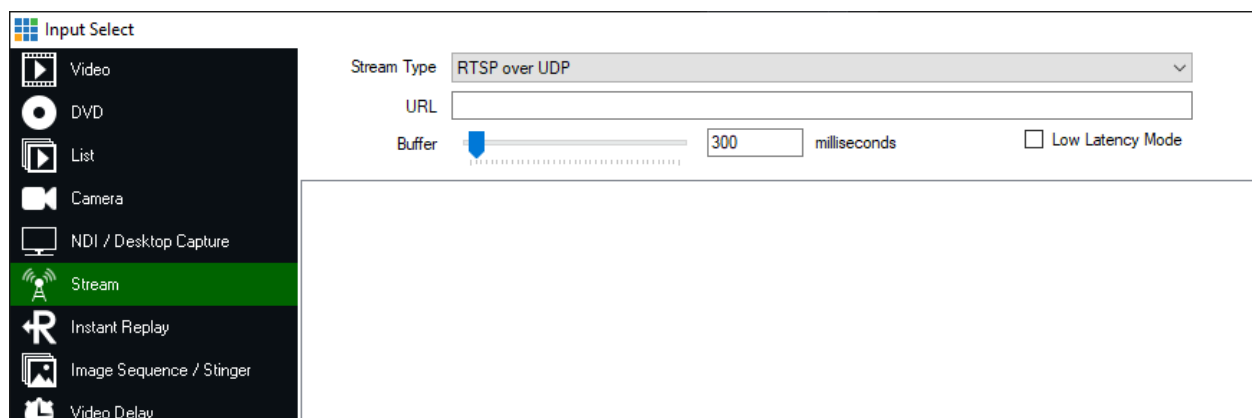 Input Select
Video
DVD
List
Camera
NDI / Desktop Capture
Stream
Instant Replay
Image Sequence / Stinger
Video Delay
Stream Type RTSP over UDP
URL
Buffer 300 milliseconds Low Latency Mode